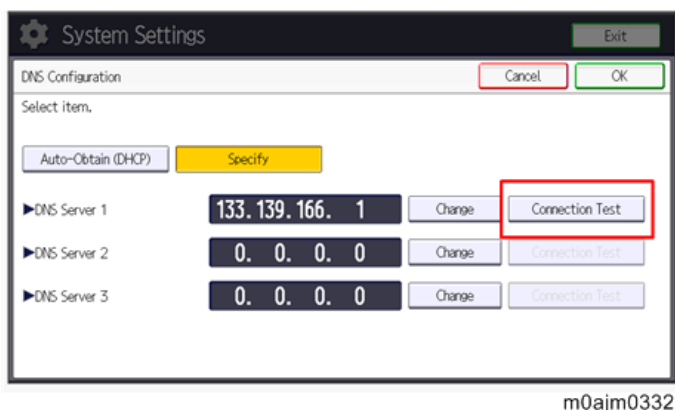 System Settings Exit
DNS Configuration Cancel OK
Select item.
Auto-Obtain (DHCP) Specify
►DNS Server 1 133.139.166. 1 Change Connection Test
►DNS Server 2 0. 0. 0. 0 Change Connection Test
►DNS Server 3 0. 0. 0. 0 Change Connection Test
m0aim0332